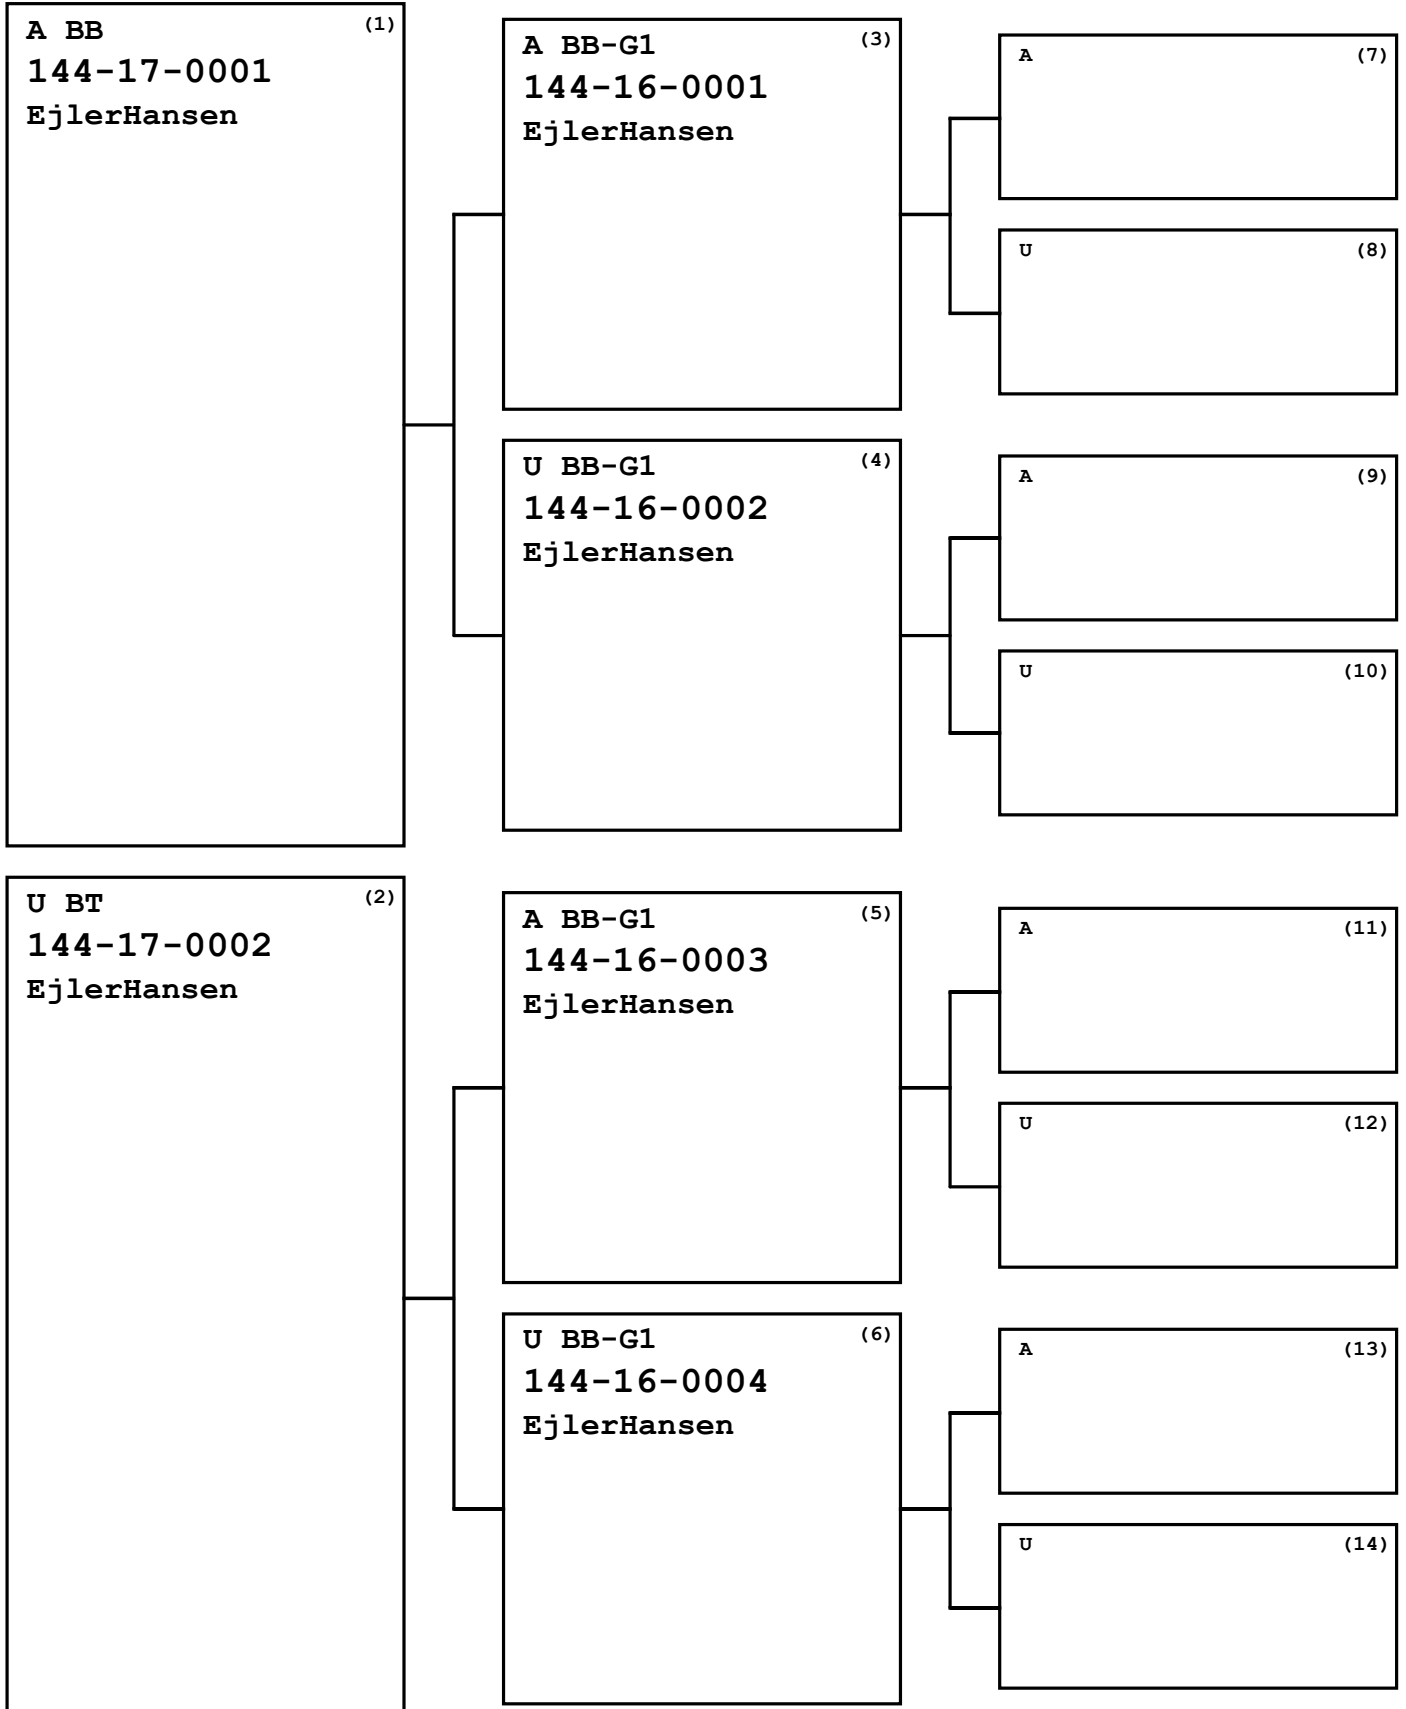 A BB (1)
144-17-0001
EjlerHansen
A BB-G1 (3)
144-16-0001
EjlerHansen
A (7)
U (8)
U BB-G1 (4)
144-16-0002
EjlerHansen
A (9)
U (10)
U BT (2)
144-17-0002
EjlerHansen
A BB-G1 (5)
144-16-0003
EjlerHansen
A (11)
U (12)
U BB-G1 (6)
144-16-0004
EjlerHansen
A (13)
U (14)